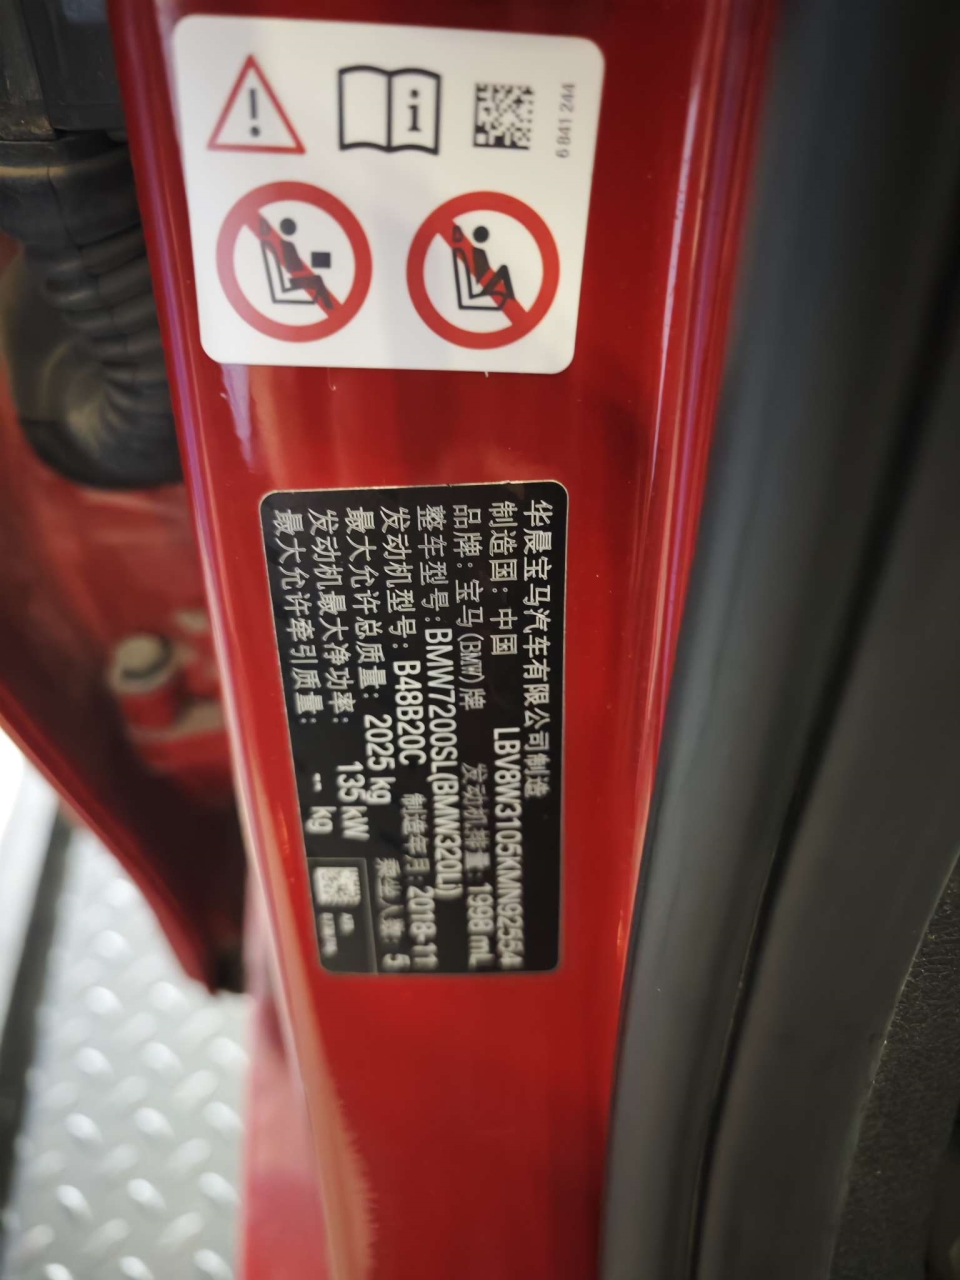 6 841 244
华晨宝马汽车有限公司制造
制造国: 中国 LBV8W3105KMN92554
品牌: 宝马(BMW)牌 发动机排量: 1998 mL
整车型号: BMW7200SL(BMW320Li)
发动机型号: B48B20C 制造年月: 2018-11
最大允许总质量: 2025 kg 乘坐人数: 5
发动机最大净功率: 135 kW
最大允许牵引质量: -- kg